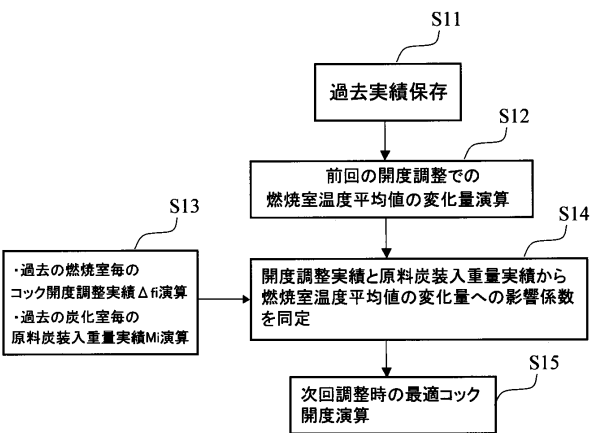 S11
過去実績保存
S12
前回の開度調整での
燃焼室温度平均値の変化量演算
S13
・過去の燃焼室毎の
コック開度調整実績Δfi演算
・過去の炭化室毎の
原料炭装入重量実績Mi演算
S14
開度調整実績と原料炭装入重量実績から
燃焼室温度平均値の変化量への影響係数
を同定
S15
次回調整時の最適コック
開度演算